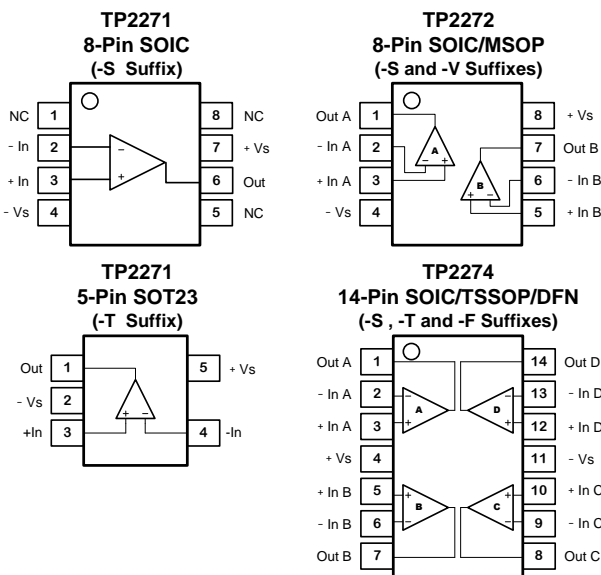 TP2271
8-Pin SOIC
(-S Suffix)
NC 1 8 NC
- In 2 7 + Vs
+ In 3 6 Out
- Vs 4 5 NC
− +
TP2272
8-Pin SOIC/MSOP
(-S and -V Suffixes)
Out A 1 8 + Vs
- In A 2 7 Out B
+ In A 3 6 - In B
- Vs 4 5 + In B
A − +
B + −
TP2271
5-Pin SOT23
(-T Suffix)
Out 1 5 + Vs
- Vs 2
+In 3 4 -In
+ −
TP2274
14-Pin SOIC/TSSOP/DFN
(-S , -T and -F Suffixes)
Out A 1 14 Out D
- In A 2 13 - In D
+ In A 3 12 + In D
+ Vs 4 11 - Vs
+ In B 5 10 + In C
- In B 6 9 - In C
Out B 7 8 Out C
− + A D − +
+ − B C + −